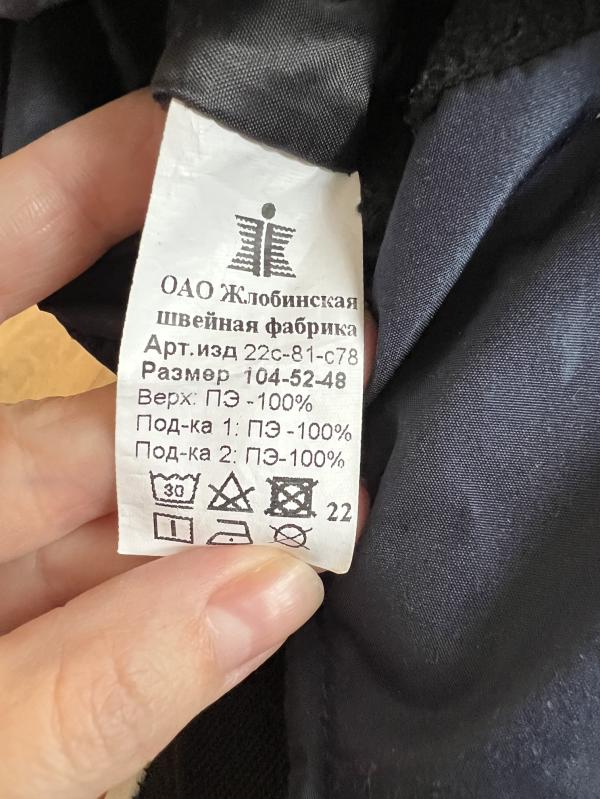 ОАО Жлобинская
швейная фабрика
Арт.изд 22с-81-с78
Размер 104-52-48
Верх: ПЭ -100%
Под-ка 1: ПЭ -100%
Под-ка 2: ПЭ-100%
30
22